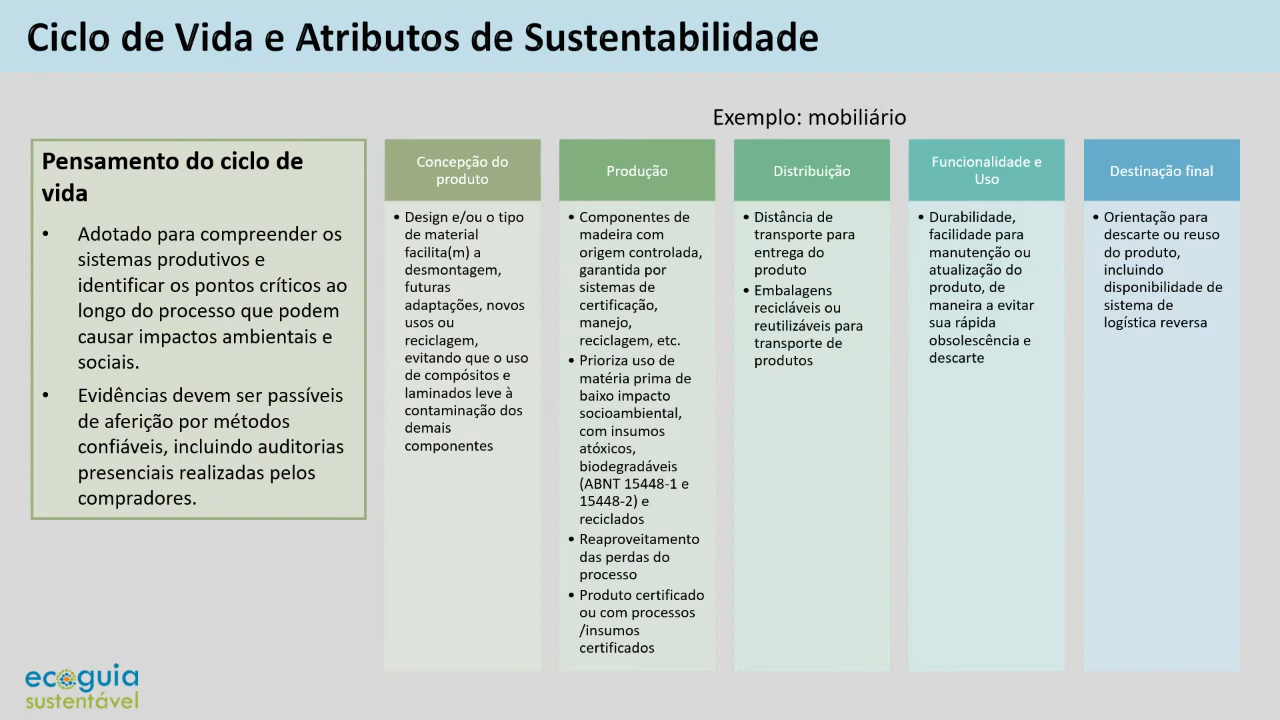 Ciclo de Vida e Atributos de Sustentabilidade
Exemplo: mobiliário
Pensamento do ciclo de
vida
• Adotado para compreender os
sistemas produtivos e
identificar os pontos críticos ao
longo do processo que podem
causar impactos ambientais e
sociais.
• Evidências devem ser passíveis
de aferição por métodos
confiáveis, incluindo auditorias
presenciais realizadas pelos
compradores.
Concepção do
produto
• Design e/ou o tipo
de material
facilita(m) a
desmontagem,
futuras
adaptações, novos
usos ou
reciclagem,
evitando que o uso
de compósitos e
laminados leve à
contaminação dos
demais
componentes
Produção
• Componentes de
madeira com
origem controlada,
garantida por
sistemas de
certificação,
manejo,
reciclagem, etc.
• Prioriza uso de
matéria prima de
baixo impacto
socioambiental,
com insumos
atóxicos,
biodegradáveis
(ABNT 15448-1 e
15448-2) e
reciclados
• Reaproveitamento
das perdas do
processo
• Produto certificado
ou com processos
/insumos
certificados
Distribuição
• Distância de
transporte para
entrega do
produto
• Embalagens
recicláveis ou
reutilizáveis para
transporte de
produtos
Funcionalidade e
Uso
• Durabilidade,
facilidade para
manutenção ou
atualização do
produto, de
maneira a evitar
sua rápida
obsolescência e
descarte
Destinação final
• Orientação para
descarte ou reuso
do produto,
incluindo
disponibilidade de
sistema de
logística reversa
ecoguia
sustentável